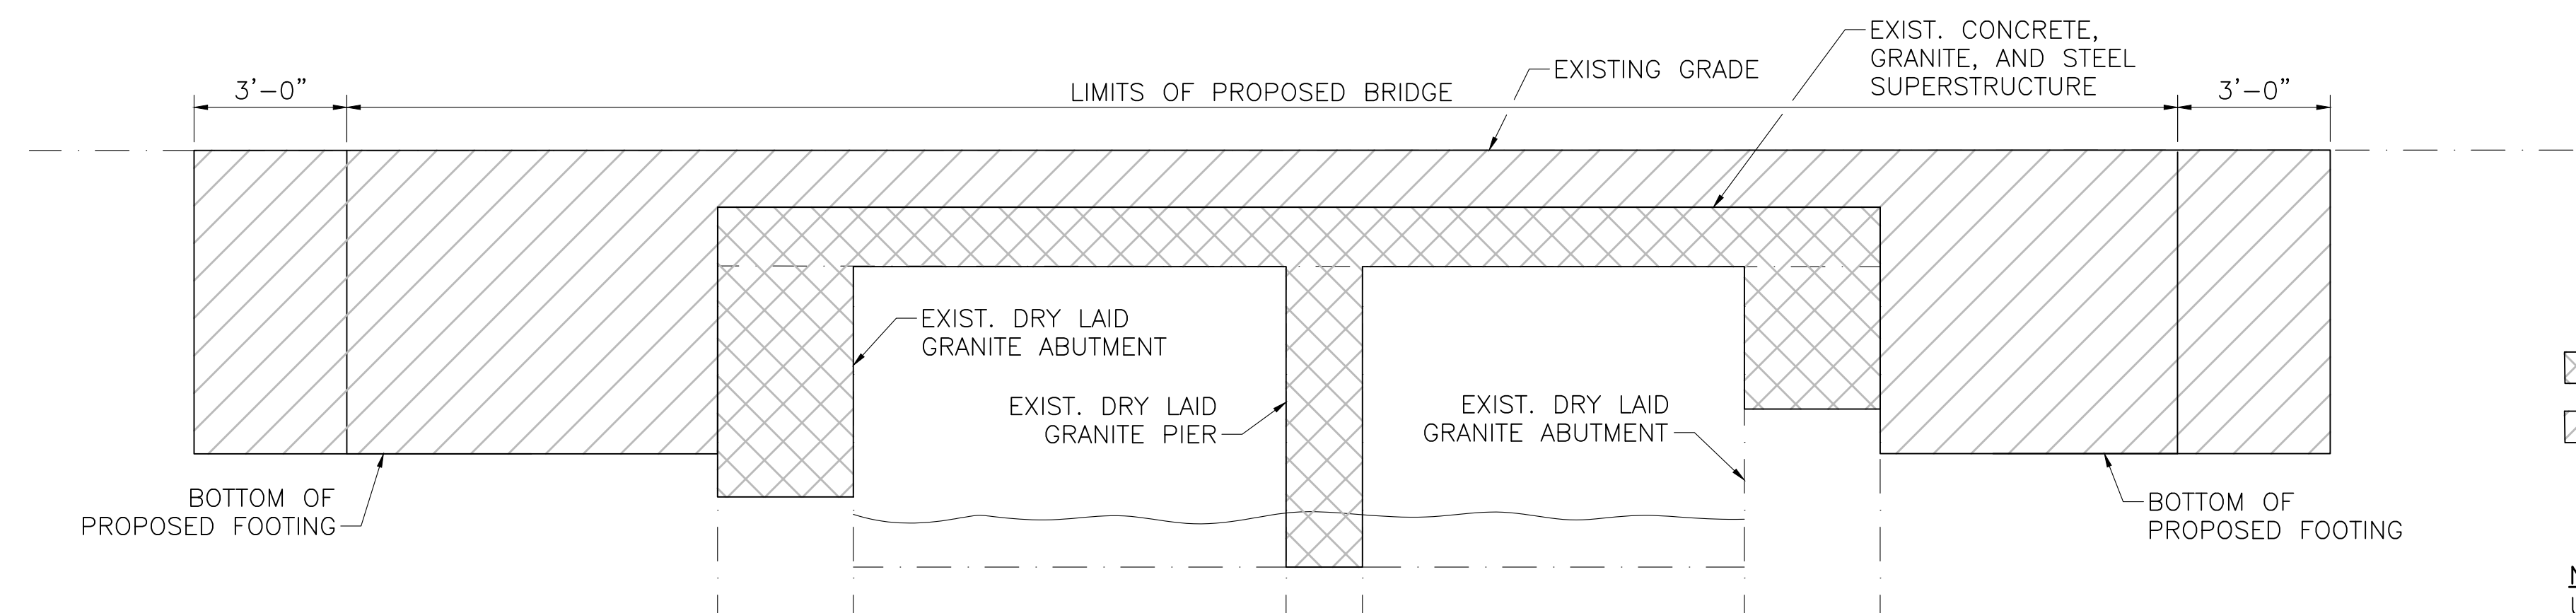 EXIST. CONCRETE,
GRANITE, AND STEEL
SUPERSTRUCTURE
EXISTING GRADE
3'-0"
LIMITS OF PROPOSED BRIDGE
3'-0"
EXIST. DRY LAID
GRANITE ABUTMENT
EXIST. DRY LAID
GRANITE PIER
EXIST. DRY LAID
GRANITE ABUTMENT
BOTTOM OF
PROPOSED FOOTING
BOTTOM OF
PROPOSED FOOTING